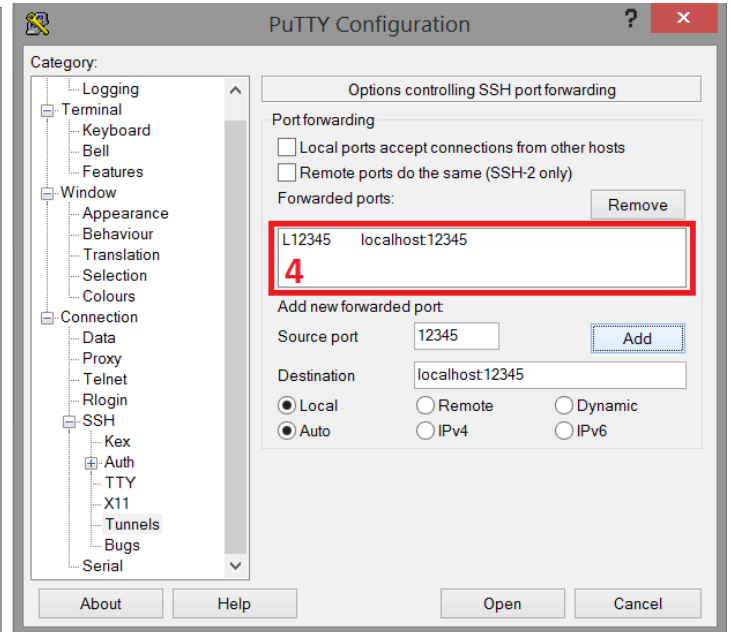 PuTTY Configuration ? ×
Category:
Logging
Terminal
Keyboard
Bell
Features
Window
Appearance
Behaviour
Translation
Selection
Colours
Connection
Data
Proxy
Telnet
Rlogin
SSH
Kex
Auth
TTY
X11
Tunnels
Bugs
Serial
Options controlling SSH port forwarding
Port forwarding
Local ports accept connections from other hosts
Remote ports do the same (SSH-2 only)
Forwarded ports:
Remove
L12345 localhost:12345
4
Add new forwarded port:
Source port 12345 Add
Destination localhost:12345
Local Remote Dynamic
Auto IPv4 IPv6
About Help Open Cancel